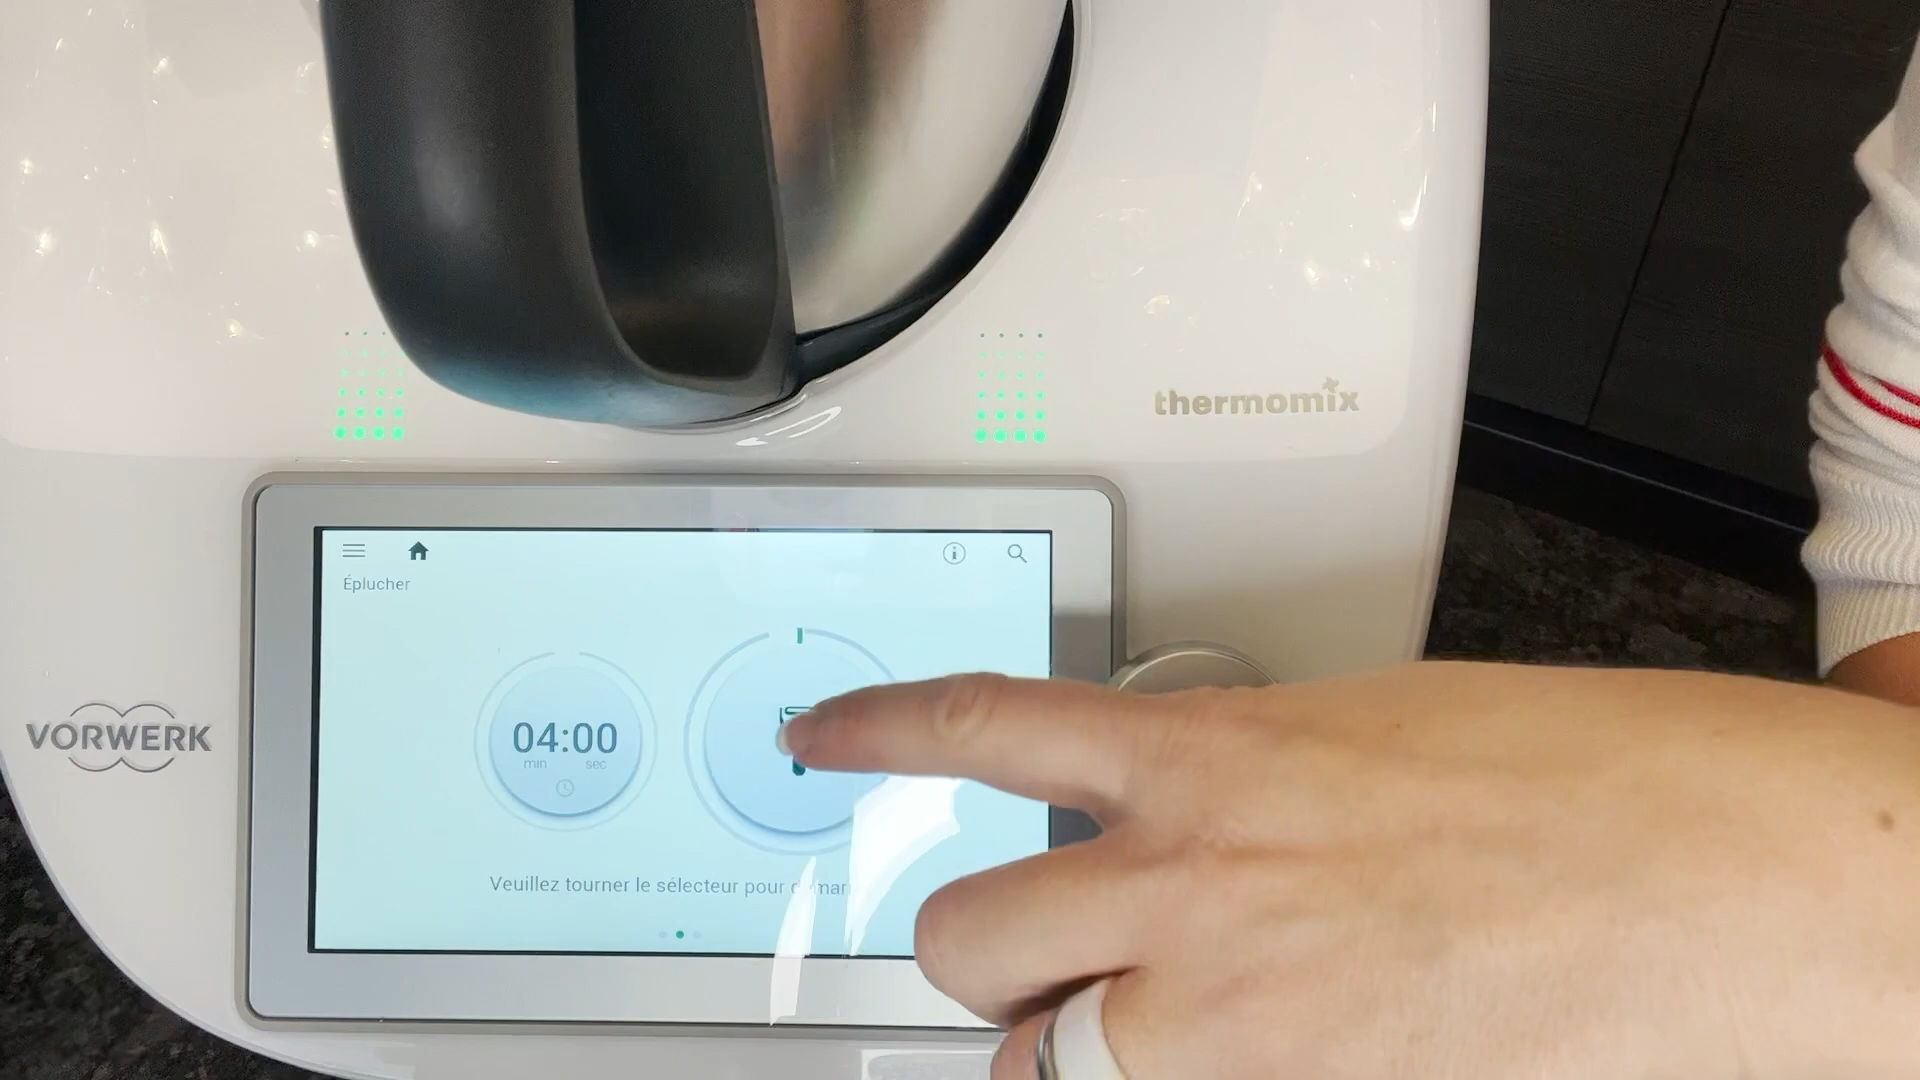 thermomix
Éplucher
VORWERK
04:00
min sec
Veuillez tourner le sélecteur pour